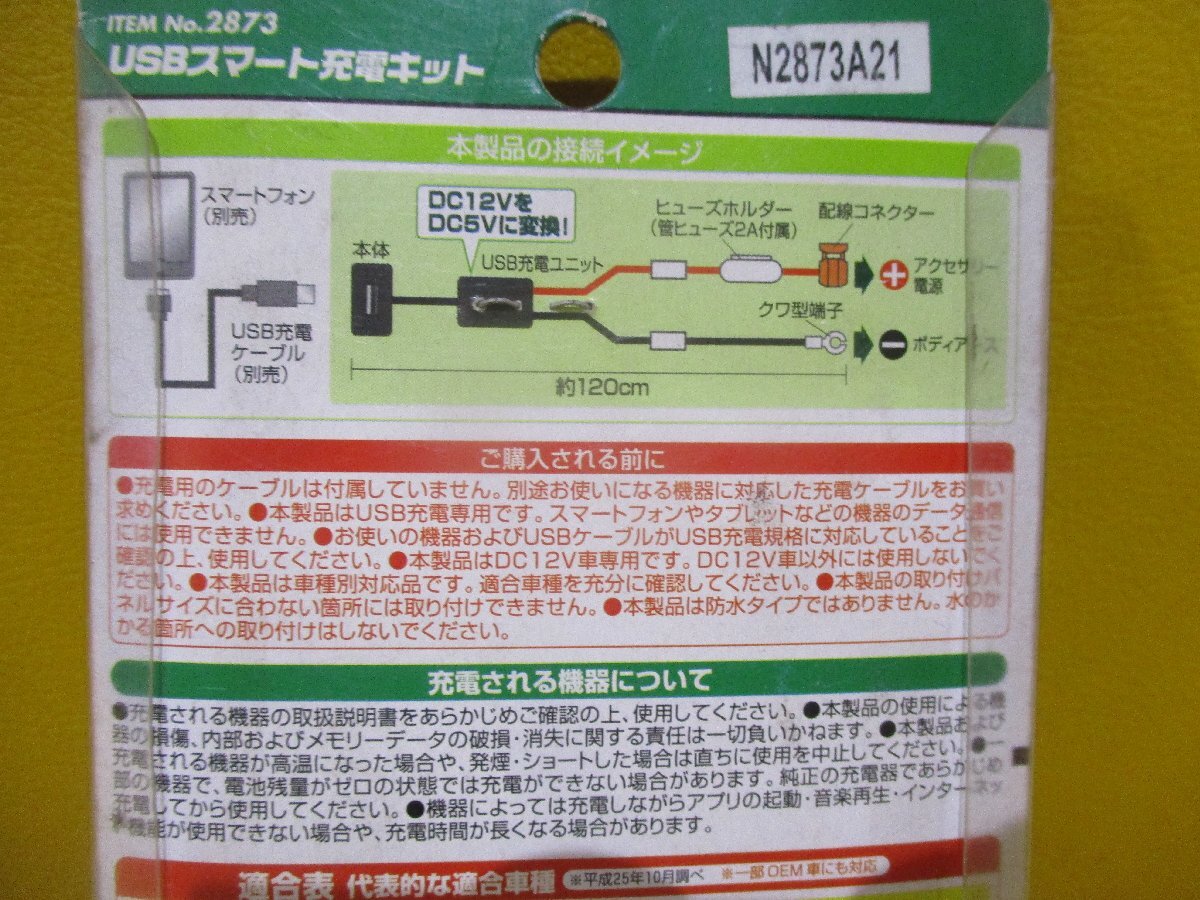 ITEM No.2873
USBスマート充電キット
N2873A21
本製品の接続イメージ
スマートフォン
(別売)
DC12Vを
DC5Vに変換!
ヒューズホルダー
(管ヒューズ2A付属)
配線コネクター
本体
USB充電ユニット
アクセサリー
電源
クワ型端子
USB充電
ケーブル
(別売)
ボディアース
約120cm
ご購入される前に
●充電用のケーブルは付属していません。別途お使いになる機器に対応した充電ケーブルをお買い
求めください。●本製品はUSB充電専用です。スマートフォンやタブレットなどの機器のデータ通信
には使用できません。●お使いの機器およびUSBケーブルがUSB充電規格に対応していることをご
確認の上、使用してください。●本製品はDC12V車専用です。DC12V車以外には使用しないでく
ださい。●本製品は車種別対応品です。適合車種を充分に確認してください。●本製品の取り付けパ
ネルサイズに合わない箇所には取り付けできません。●本製品は防水タイプではありません。水のか
かる箇所への取り付けはしないでください。
充電される機器について
●充電される機器の取扱説明書をあらかじめご確認の上、使用してください。●本製品の使用による機
器の損傷、内部およびメモリーデータの破損・消失に関する責任は一切負いかねます。●本製品および
充電される機器が高温になった場合や、発煙・ショートした場合は直ちに使用を中止してください。●一
部の機器で、電池残量がゼロの状態では充電ができない場合があります。純正の充電器であらかじめ
充電してから使用してください。●機器によっては充電しながらアプリの起動・音楽再生・インターネッ
ト機能が使用できない場合や、充電時間が長くなる場合があります。
適合表 代表的な適合車種 ※平成25年10月調べ ※一部OEM車にも対応